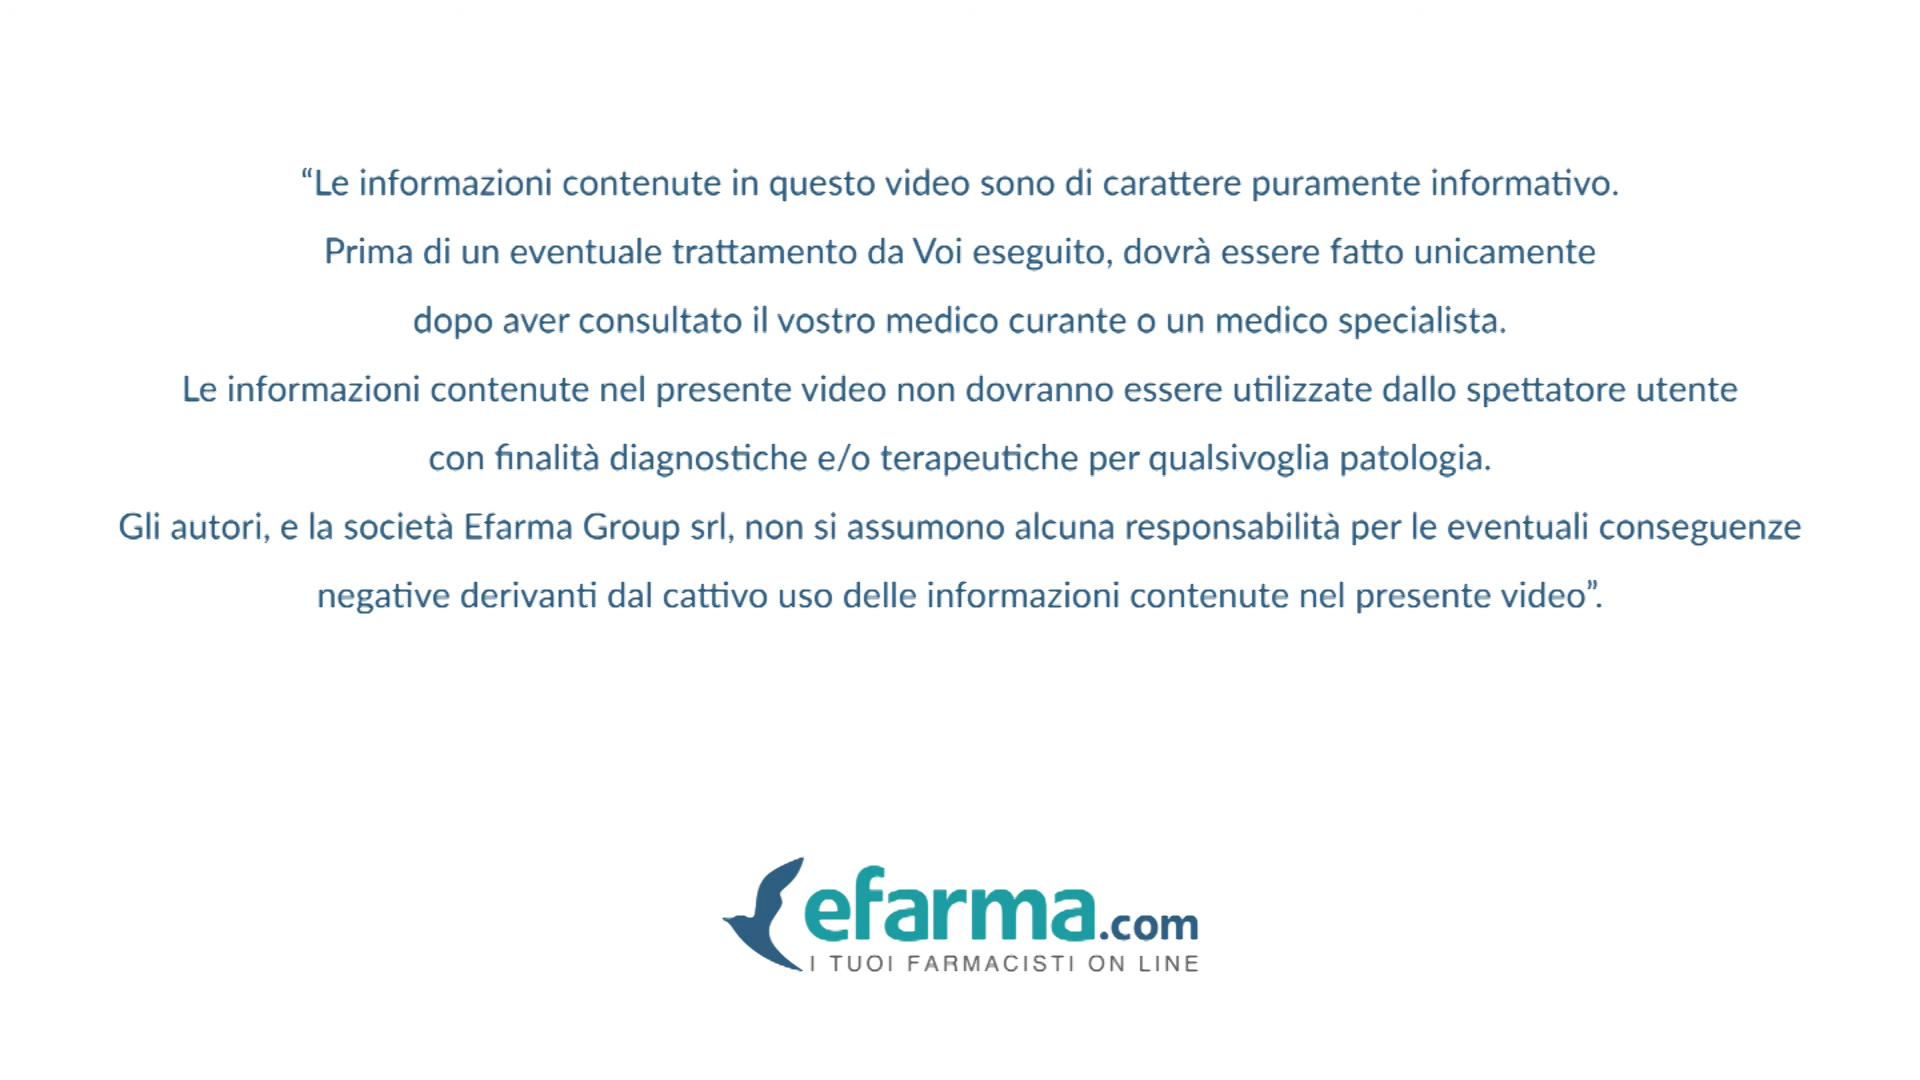 “Le informazioni contenute in questo video sono di carattere puramente informativo.
Prima di un eventuale trattamento da Voi eseguito, dovrà essere fatto unicamente
dopo aver consultato il vostro medico curante o un medico specialista.
Le informazioni contenute nel presente video non dovranno essere utilizzate dallo spettatore utente
con finalità diagnostiche e/o terapeutiche per qualsivoglia patologia.
Gli autori, e la società Efarma Group srl, non si assumono alcuna responsabilità per le eventuali conseguenze
negative derivanti dal cattivo uso delle informazioni contenute nel presente video”.
efarma.com
I TUOI FARMACISTI ON LINE